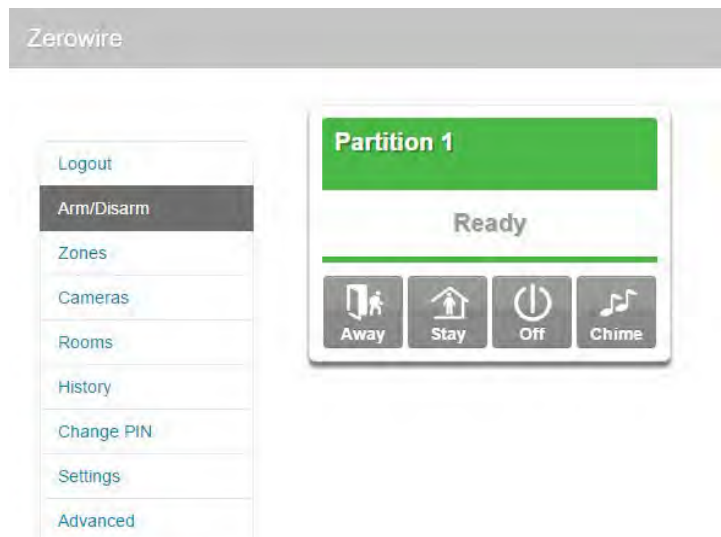 Zerowire
Logout
Arm/Disarm
Zones
Cameras
Rooms
History
Change PIN
Settings
Advanced
Partition 1
Ready
Away Stay Off Chime